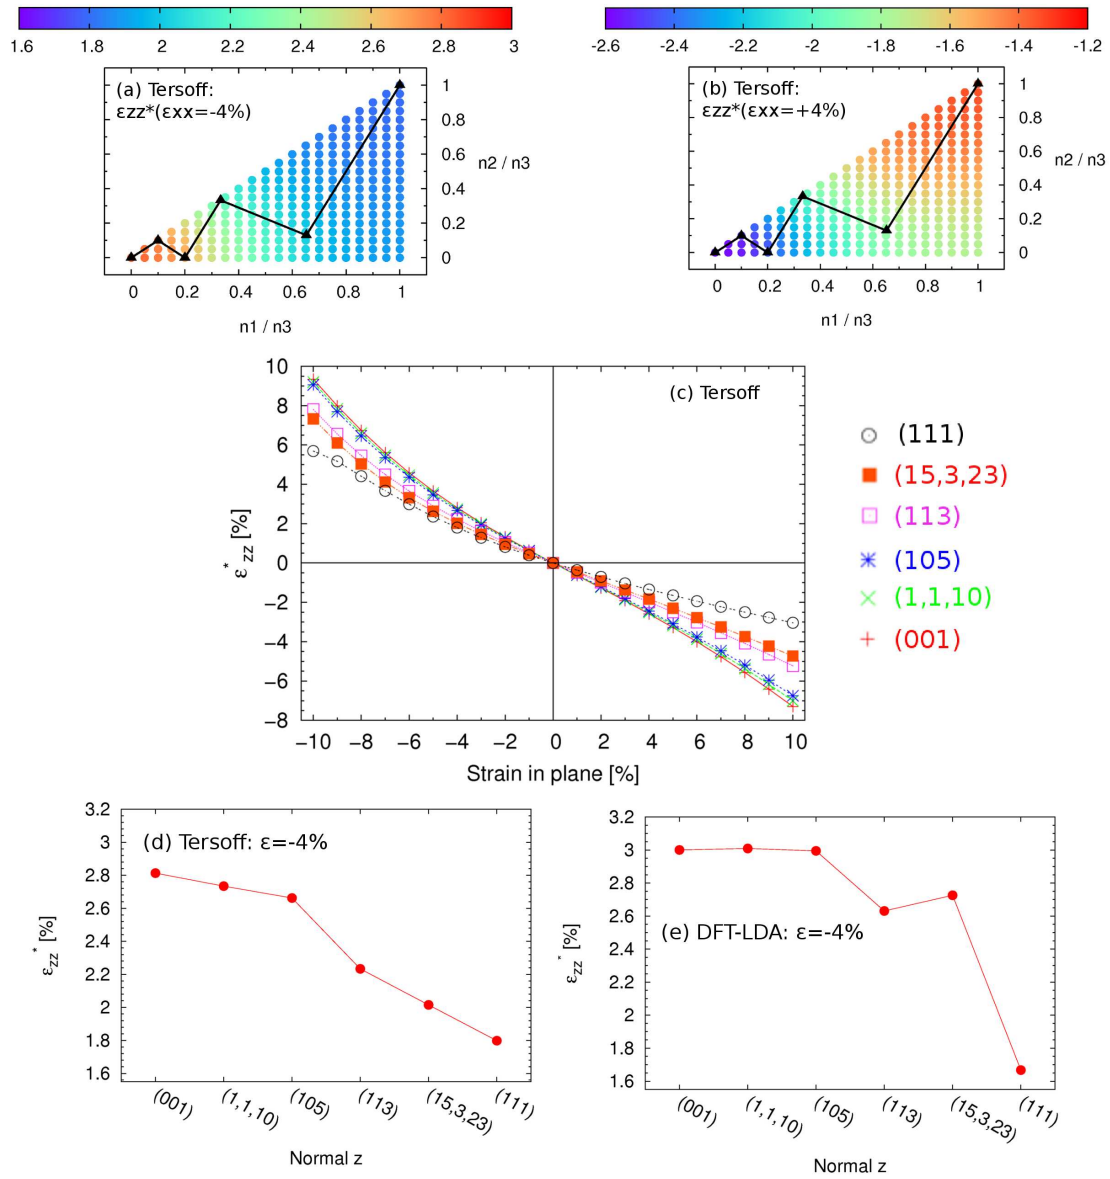 1.6 1.8 2 2.2 2.4 2.6 2.8 3
-2.6 -2.4 -2.2 -2 -1.8 -1.6 -1.4 -1.2
(a) Tersoff:
εzz*(εxx=-4%)
1
0.8
0.6
0.4
0.2
0
n2 / n3
0 0.2 0.4 0.6 0.8 1
n1 / n3
(b) Tersoff:
εzz*(εxx=+4%)
1
0.8
0.6
0.4
0.2
0
n2 / n3
0 0.2 0.4 0.6 0.8 1
n1 / n3
(c) Tersoff
10
8
6
4
2
0
−2
−4
−6
−8
ε*zz [%]
−10 −8 −6 −4 −2 0 2 4 6 8 10
Strain in plane [%]
(111)
(15,3,23)
(113)
(105)
(1,1,10)
(001)
(d) Tersoff: ε=-4%
3.2
3
2.8
2.6
2.4
2.2
2
1.8
1.6
εzz* [%]
(001) (1,1,10) (105) (113) (15,3,23) (111)
Normal z
(e) DFT-LDA: ε=-4%
3.2
3
2.8
2.6
2.4
2.2
2
1.8
1.6
εzz* [%]
(001) (1,1,10) (105) (113) (15,3,23) (111)
Normal z